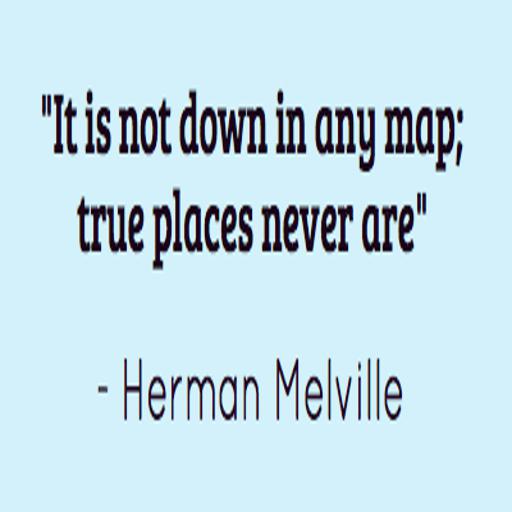 "It is not down in any map;
true places never are"
- Herman Melville